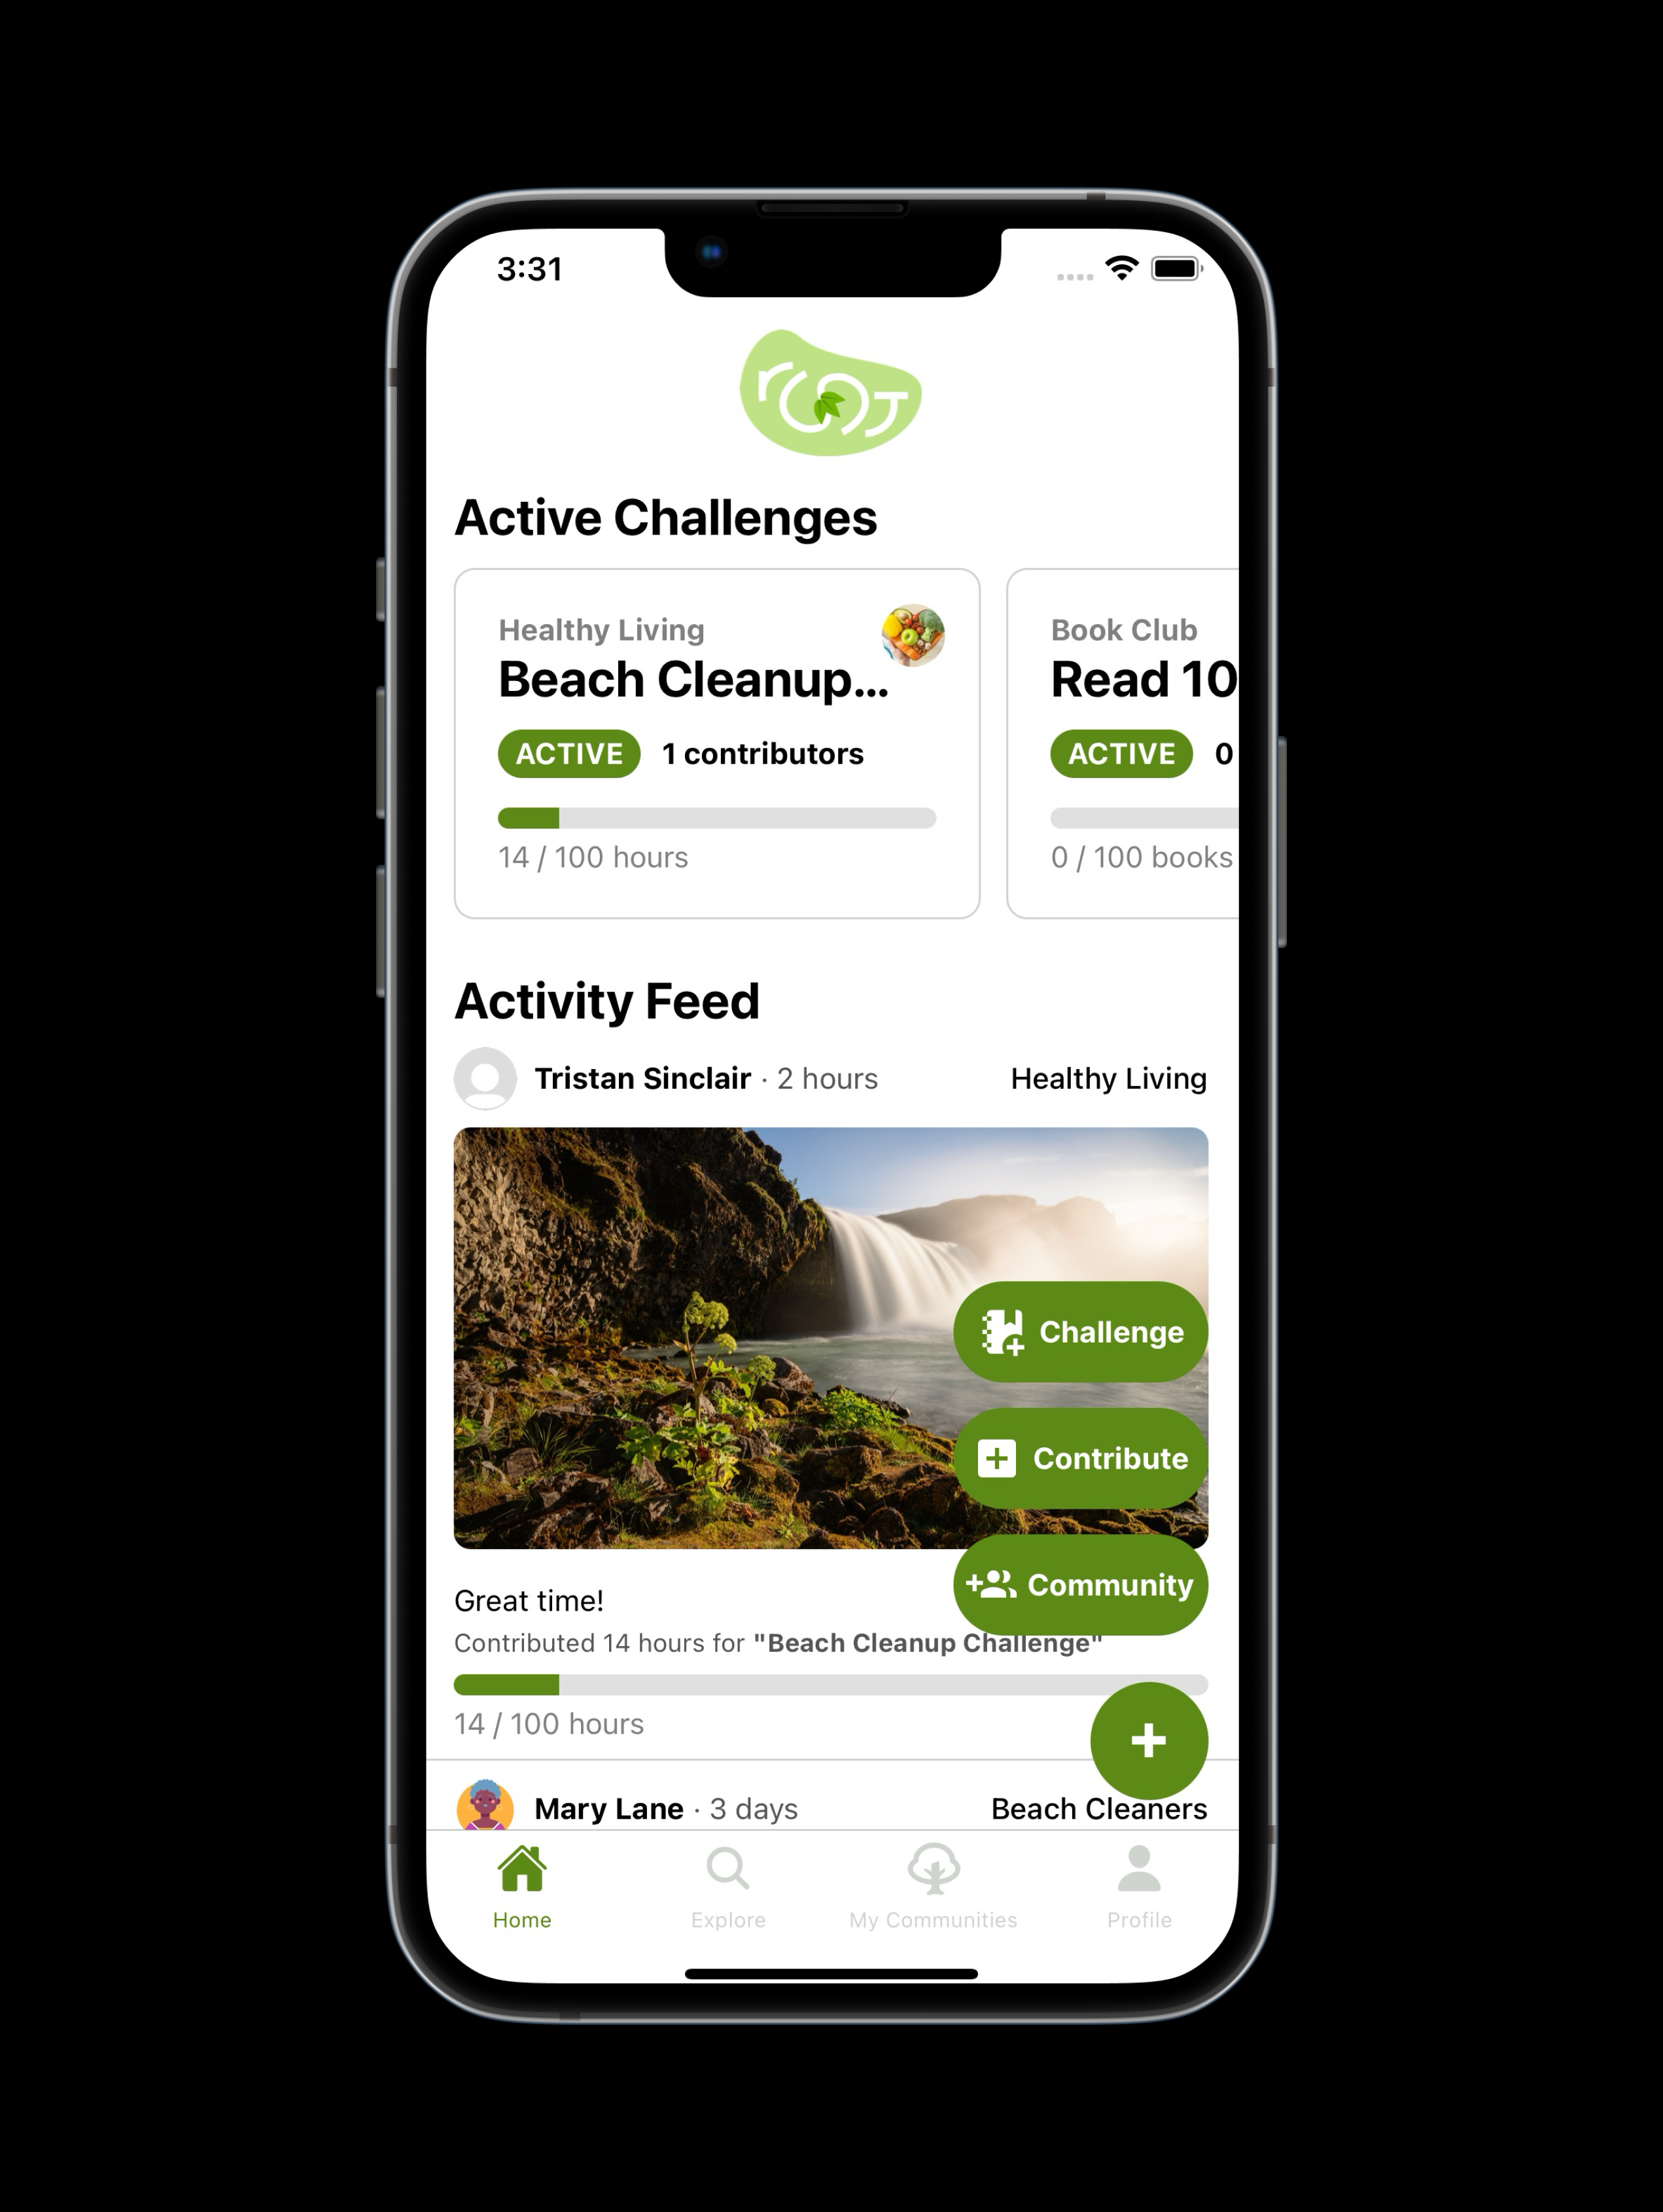 3:31
root
Active Challenges
Healthy Living
Beach Cleanup...
ACTIVE 1 contributors
14 / 100 hours
Book Club
Read 10
ACTIVE 0
0 / 100 books
Activity Feed
Tristan Sinclair · 2 hours Healthy Living
Challenge
Contribute
Community
Great time!
Contributed 14 hours for "Beach Cleanup Challenge"
14 / 100 hours
Mary Lane · 3 days Beach Cleaners
Home Explore My Communities Profile